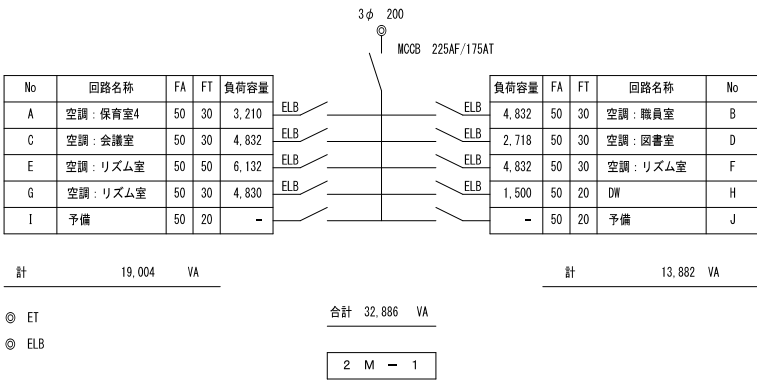 3φ 200
MCCB 225AF/175AT
No 回路名称 FA FT 負荷容量
A 空調：保育室4 50 30 3,210 ELB
C 空調：会議室 50 30 4,832 ELB
E 空調：リズム室 50 50 6,132 ELB
G 空調：リズム室 50 30 4,830 ELB
I 予備 50 20 －
負荷容量 FA FT 回路名称 No
ELB 4,832 50 30 空調：職員室 B
ELB 2,718 50 30 空調：図書室 D
ELB 4,832 50 30 空調：リズム室 F
ELB 1,500 50 20 DW H
－ 50 20 予備 J
計 19,004 VA
計 13,882 VA
◎ ET
◎ ELB
合計 32,886 VA
2 M － 1